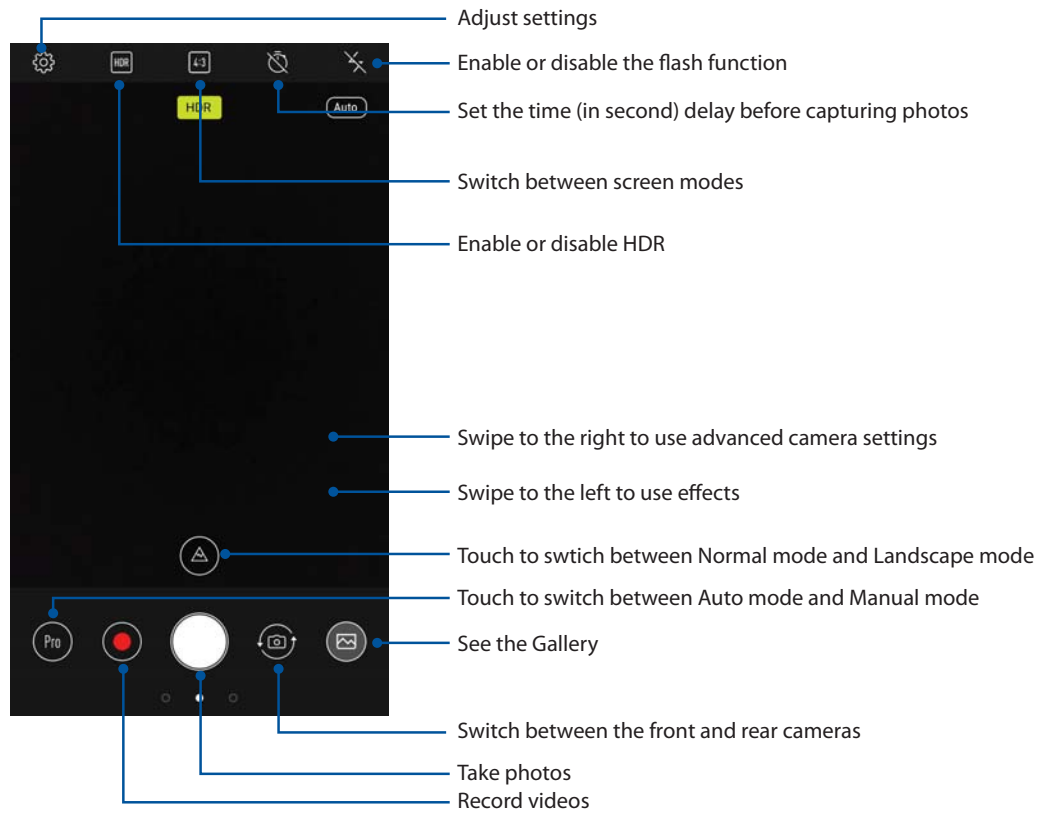 Adjust settings
HDR
4:3
Enable or disable the flash function
HDR
Auto
Set the time (in second) delay before capturing photos
Switch between screen modes
Enable or disable HDR
Swipe to the right to use advanced camera settings
Swipe to the left to use effects
Touch to swtich between Normal mode and Landscape mode
Touch to switch between Auto mode and Manual mode
Pro
See the Gallery
Switch between the front and rear cameras
Take photos
Record videos